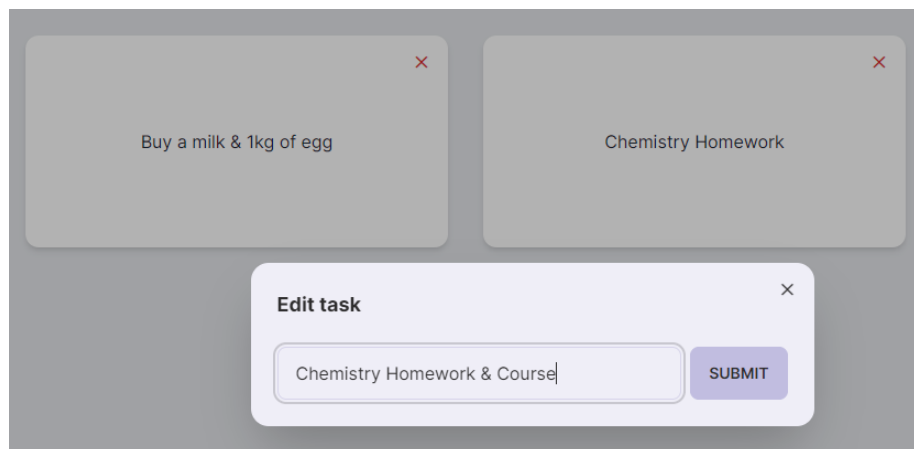 Buy a milk & 1kg of egg
Chemistry Homework
Edit task
Chemistry Homework & Course
SUBMIT